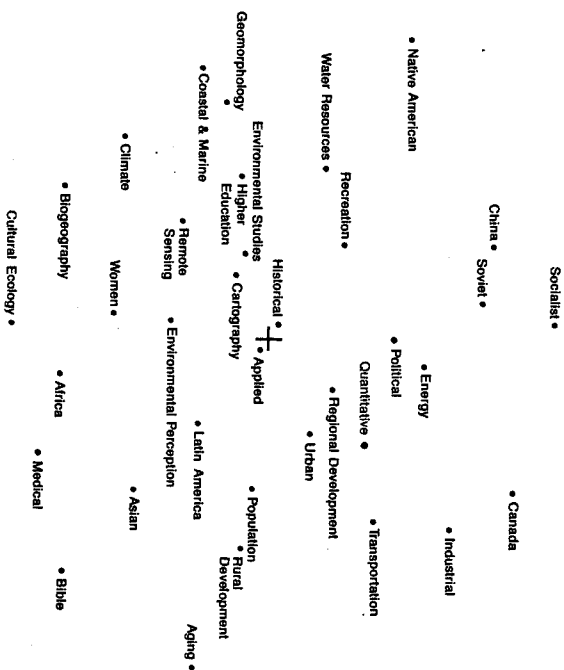 Socialist
Canada
China
Soviet
Industrial
Energy
Native American
Political
Transportation
Quantitative
Recreation
Regional Development
Water Resources
Urban
Historical
Applied
Environmental Studies
Population
Geomorphology
Higher
Education
Rural
Development
Cartography
Coastal & Marine
Latin America
Aging
Remote
Sensing
Environmental Perception
Asian
Climate
Women
Biogeography
Africa
Bible
Medical
Cultural Ecology